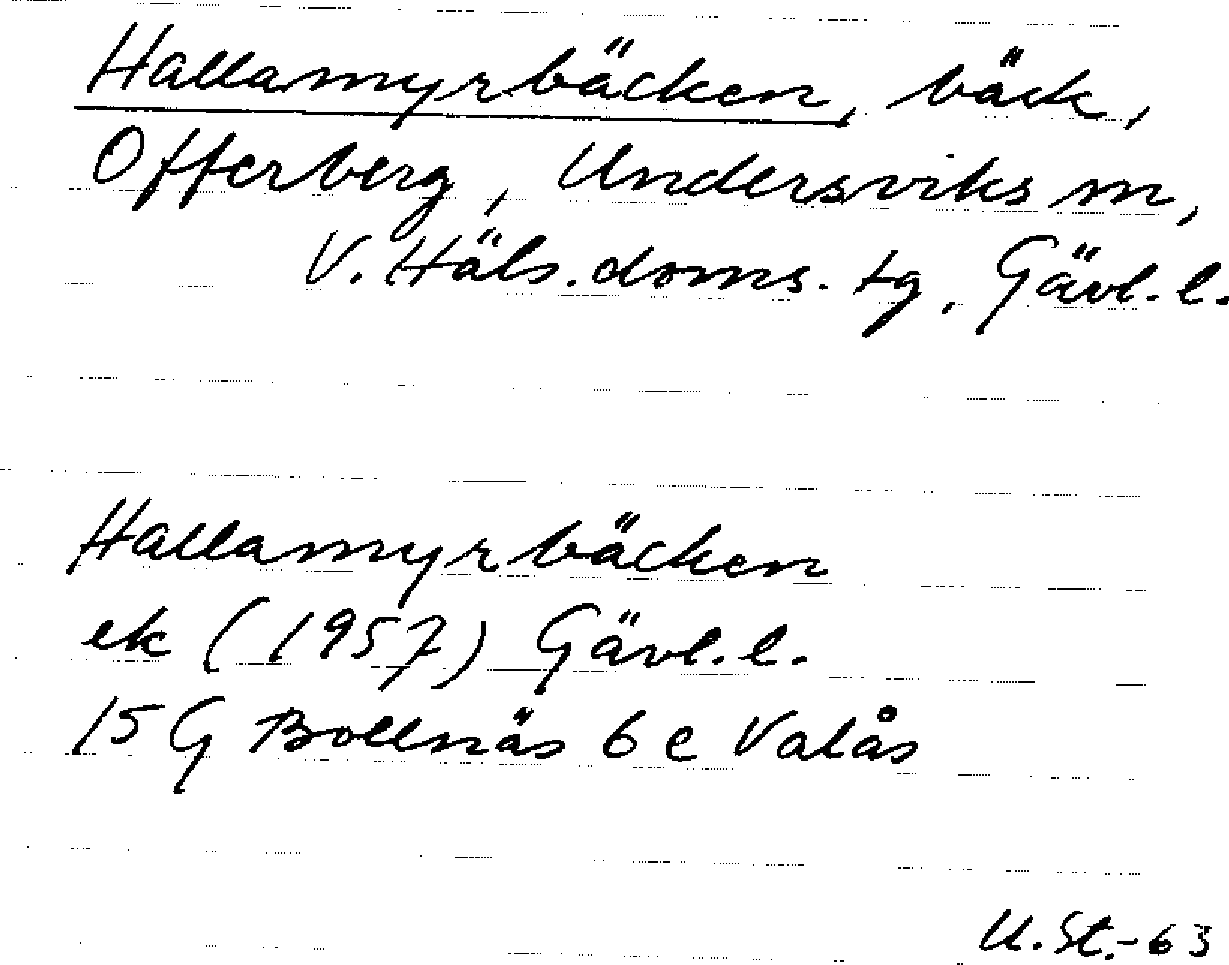 Hallamyrbäcken, bäck,
Offerberg, Undersviks sn,
V. Häls. doms. tg, Gävl. l.
Hallamyrbäcken
ek (1957) Gävl. l.
15 G Bollnäs 6 e Valås
U. St. -63